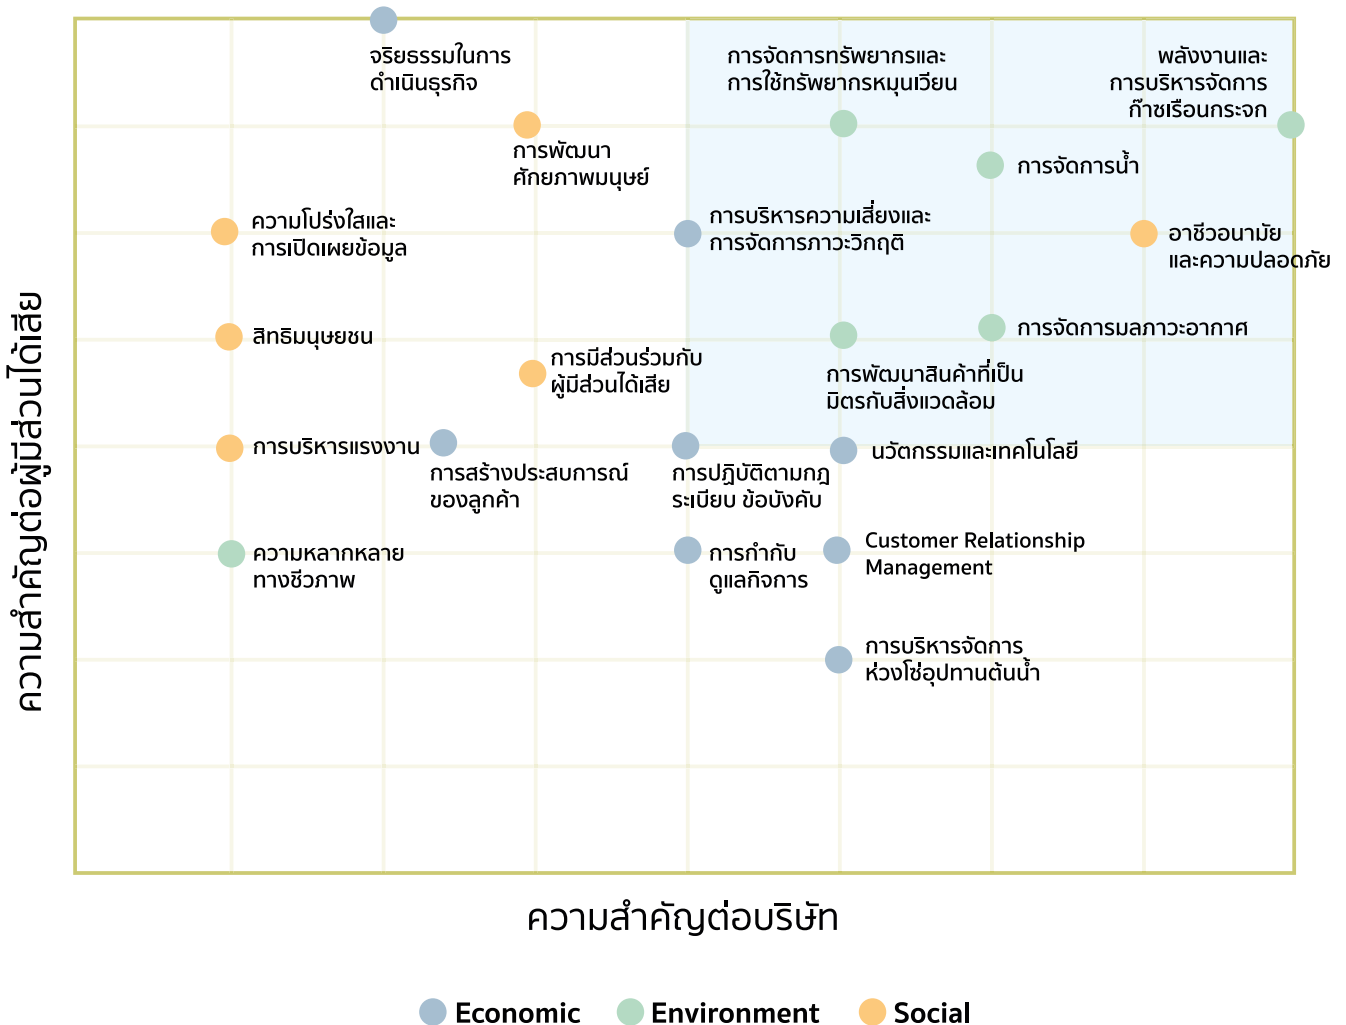 จริยธรรมในการ
ดำเนินธุรกิจ
การจัดการทรัพยากรและ
การใช้ทรัพยากรหมุนเวียน
พลังงานและ
การบริหารจัดการ
ก๊าซเรือนกระจก
การพัฒนา
ศักยภาพมนุษย์
การจัดการน้ำ
ความโปร่งใสและ
การเปิดเผยข้อมูล
การบริหารความเสี่ยงและ
การจัดการภาวะวิกฤติ
อาชีวอนามัย
และความปลอดภัย
สิทธิมนุษยชน
การมีส่วนร่วมกับ
ผู้มีส่วนได้เสีย
การจัดการมลภาวะอากาศ
การพัฒนาสินค้าที่เป็น
มิตรกับสิ่งแวดล้อม
การบริหารแรงงาน
การสร้างประสบการณ์
ของลูกค้า
การปฏิบัติตามกฎ
ระเบียบ ข้อบังคับ
นวัตกรรมและเทคโนโลยี
ความหลากหลาย
ทางชีวภาพ
การกำกับ
ดูแลกิจการ
Customer Relationship
Management
การบริหารจัดการ
ห่วงโซ่อุปทานต้นน้ำ
ความสำคัญต่อผู้มีส่วนได้เสีย
ความสำคัญต่อบริษัท
Economic
Environment
Social